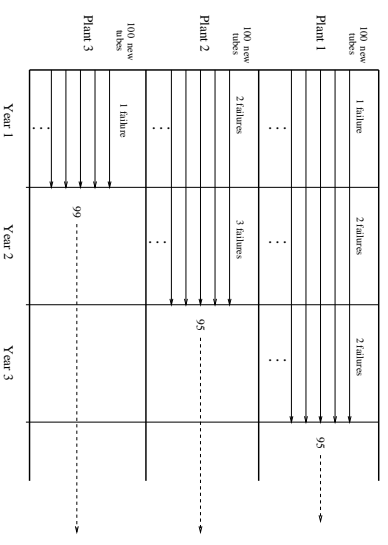 100 new
tubes
Plant 1
1 failure
2 failures
2 failures
95
. . .
. . .
. . .
100 new
tubes
Plant 2
2 failures
3 failures
95
. . .
. . .
100 new
tubes
Plant 3
1 failure
99
. . .
Year 1
Year 2
Year 3